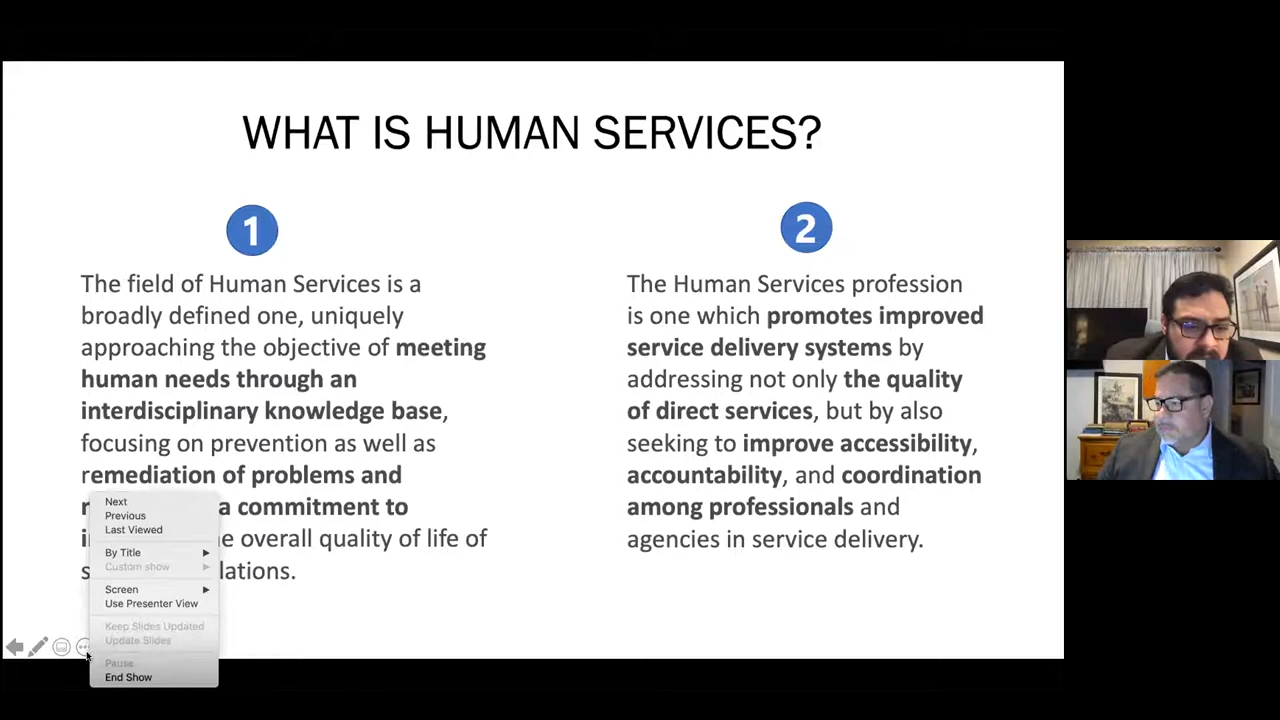 WHAT IS HUMAN SERVICES?
1
The field of Human Services is a
broadly defined one, uniquely
approaching the objective of meeting
human needs through an
interdisciplinary knowledge base,
focusing on prevention as well as
remediation of problems and
a commitment to
overall quality of life of
2
The Human Services profession
is one which promotes improved
service delivery systems by
addressing not only the quality
of direct services, but by also
seeking to improve accessibility,
accountability, and coordination
among professionals and
agencies in service delivery.
Next
Previous
Last Viewed
By Title
Custom show
Screen
Use Presenter View
Keep Slides Updated
Update Slides
Pause
End Show